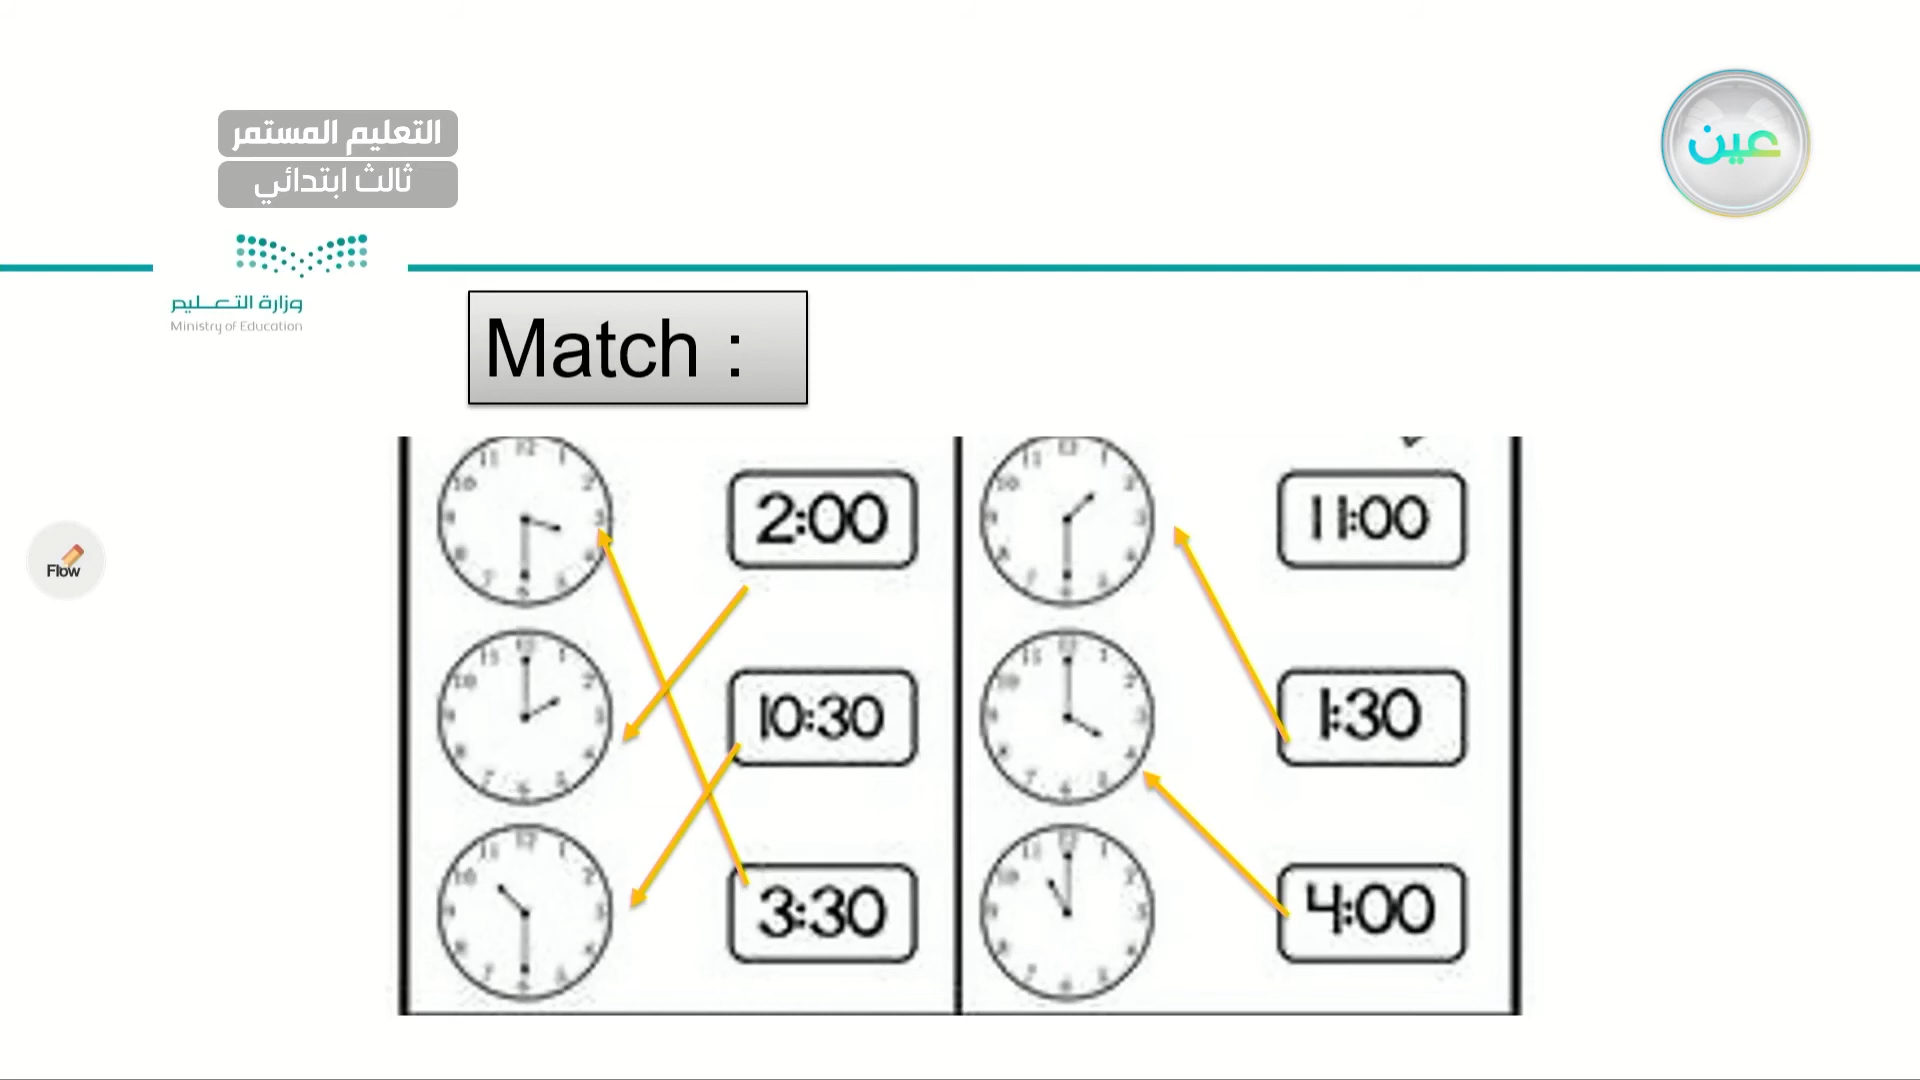 التعليم المستمر
ثالث ابتدائي
عين
وزارة التعليم
Ministry of Education
Match :
Flow
2:00
10:30
3:30
11:00
1:30
4:00